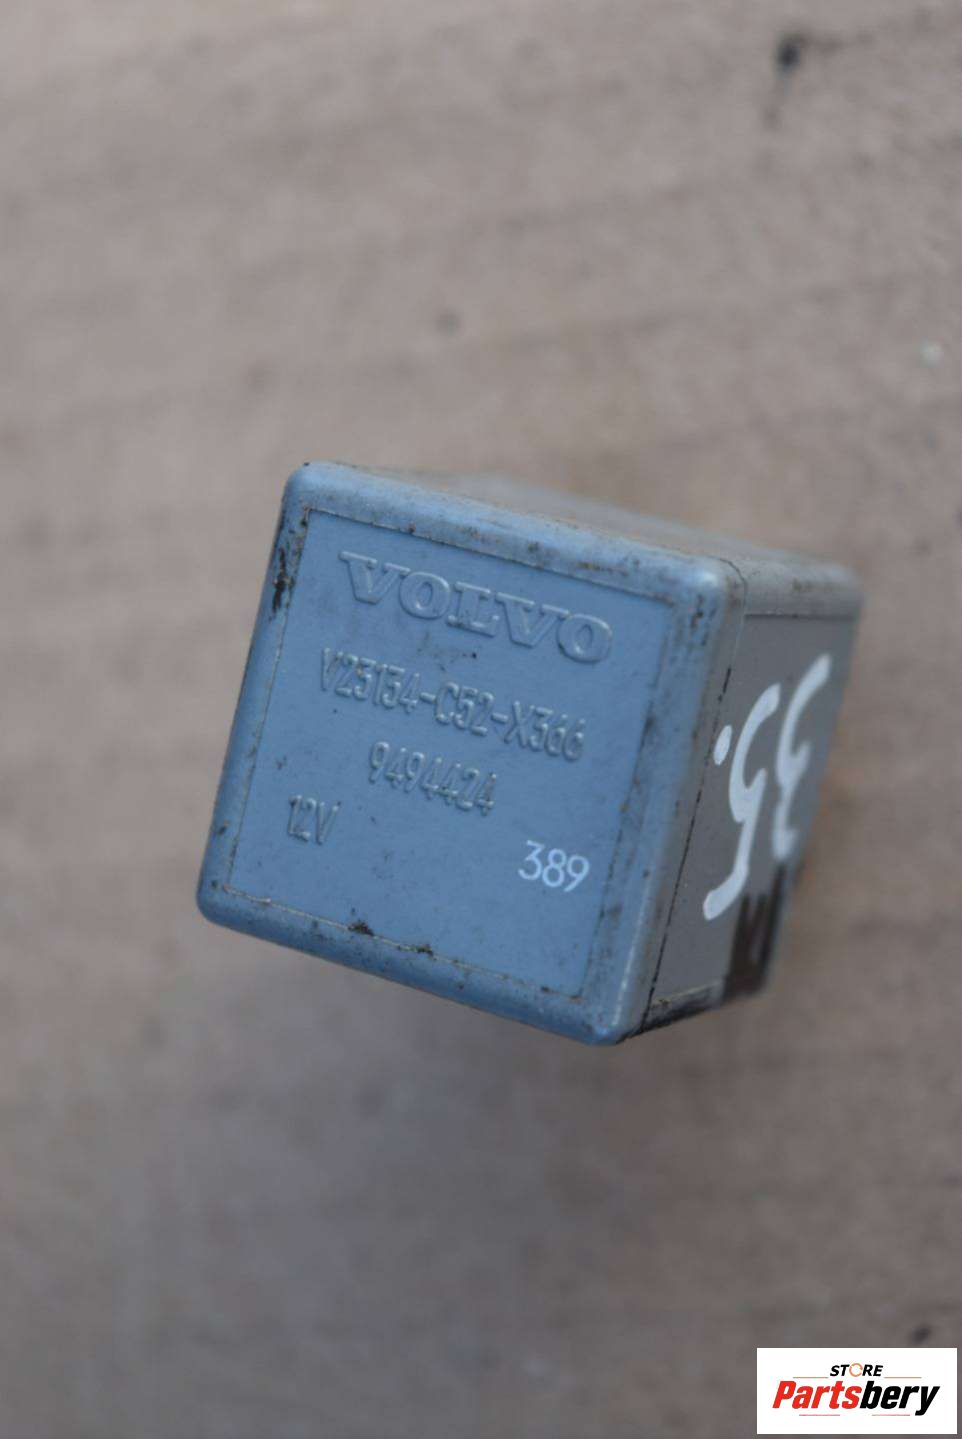 VOLVO
V23134-C52-X366
9494424
12V
389
35.
STORE
Partsbery